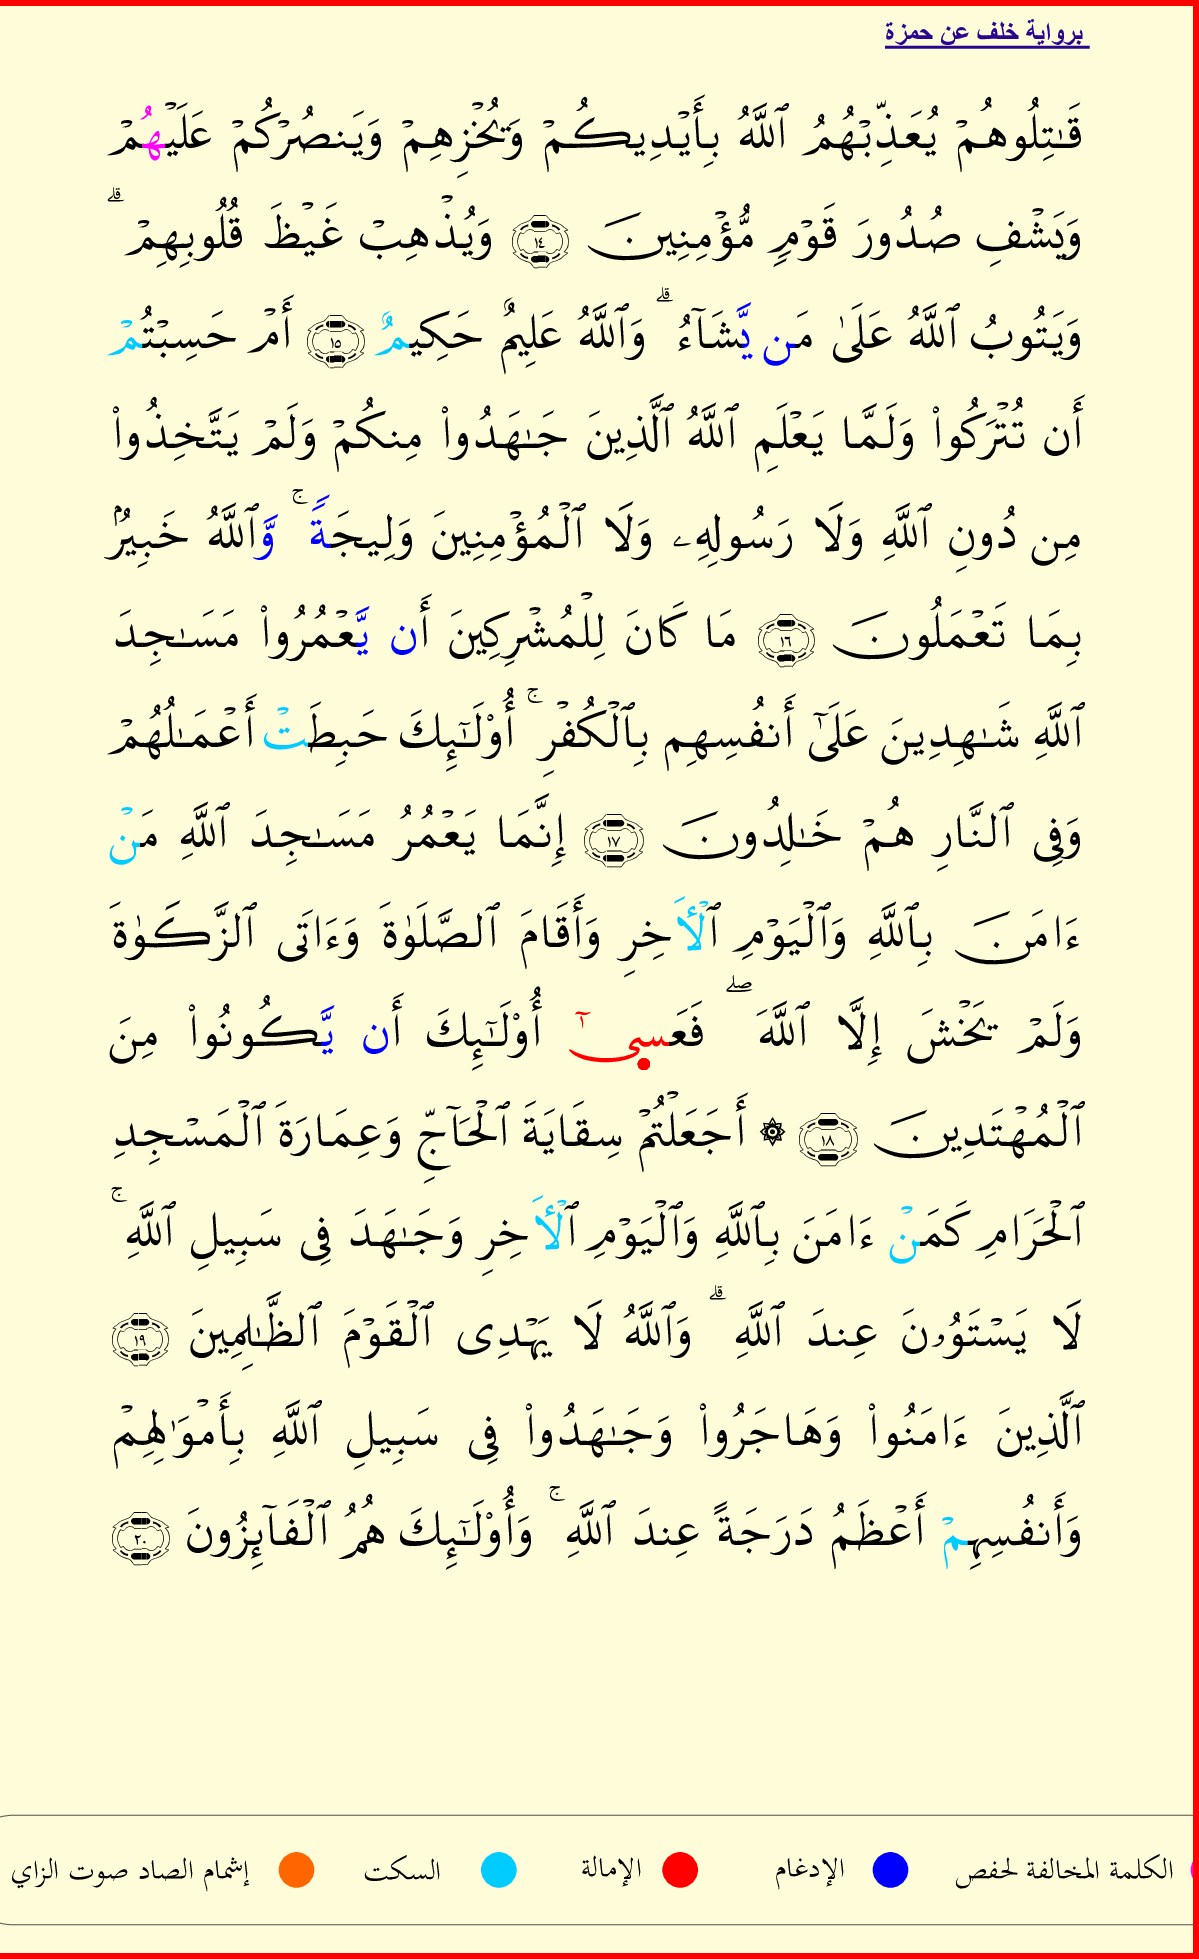 برواية خلف عن حمزة
قَٰتِلُوهُمۡ يُعَذِّبۡهُمُ ٱللَّهُ بِأَيۡدِيكُمۡ وَيُخۡزِهِمۡ وَيَنصُرۡكُمۡ عَلَيۡهُمۡ
وَيَشۡفِ صُدُورَ قَوۡمٖ مُّؤۡمِنِينَ ١٤ وَيُذۡهِبۡ غَيۡظَ قُلُوبِهِمۡۗ
وَيَتُوبُ ٱللَّهُ عَلَىٰ مَن يَّشَآءُۗ وَٱللَّهُ عَلِيمٌ حَكِيمٌ ١٥ أَمۡ حَسِبۡتُمۡ
أَن تُتۡرَكُواْ وَلَمَّا يَعۡلَمِ ٱللَّهُ ٱلَّذِينَ جَٰهَدُواْ مِنكُمۡ وَلَمۡ يَتَّخِذُواْ
مِن دُونِ ٱللَّهِ وَلَا رَسُولِهِۦ وَلَا ٱلۡمُؤۡمِنِينَ وَلِيجَةٗۚ وَّٱللَّهُ خَبِيرُۢ
بِمَا تَعۡمَلُونَ ١٦ مَا كَانَ لِلۡمُشۡرِكِينَ أَن يَّعۡمُرُواْ مَسَٰجِدَ
ٱللَّهِ شَٰهِدِينَ عَلَىٰٓ أَنفُسِهِم بِٱلۡكُفۡرِۚ أُوْلَٰٓئِكَ حَبِطَتۡ أَعۡمَٰلُهُمۡ
وَفِي ٱلنَّارِ هُمۡ خَٰلِدُونَ ١٧ إِنَّمَا يَعۡمُرُ مَسَٰجِدَ ٱللَّهِ مَنۡ
ءَامَنَ بِٱللَّهِ وَٱلۡيَوۡمِ ٱلۡأَخِرِ وَأَقَامَ ٱلصَّلَوٰةَ وَءَاتَى ٱلزَّكَوٰةَ
وَلَمۡ يَخۡشَ إِلَّا ٱللَّهَۖ فَعَسىٰٓ أُوْلَٰٓئِكَ أَن يَّكُونُواْ مِنَ
ٱلۡمُهۡتَدِينَ ١٨ ۞ أَجَعَلۡتُمۡ سِقَايَةَ ٱلۡحَآجِّ وَعِمَارَةَ ٱلۡمَسۡجِدِ
ٱلۡحَرَامِ كَمَنۡ ءَامَنَ بِٱللَّهِ وَٱلۡيَوۡمِ ٱلۡأَخِرِ وَجَٰهَدَ فِي سَبِيلِ ٱللَّهِۚ
لَا يَسۡتَوُۥنَ عِندَ ٱللَّهِۗ وَٱللَّهُ لَا يَهۡدِي ٱلۡقَوۡمَ ٱلظَّٰلِمِينَ ١٩
ٱلَّذِينَ ءَامَنُواْ وَهَاجَرُواْ وَجَٰهَدُواْ فِي سَبِيلِ ٱللَّهِ بِأَمۡوَٰلِهِمۡ
وَأَنفُسِهِمۡ أَعۡظَمُ دَرَجَةً عِندَ ٱللَّهِۚ وَأُوْلَٰٓئِكَ هُمُ ٱلۡفَآئِزُونَ ٢٠
الكلمة المخالفة لحفص الإدغام الإمالة السكت إشمام الصاد صوت الزاي